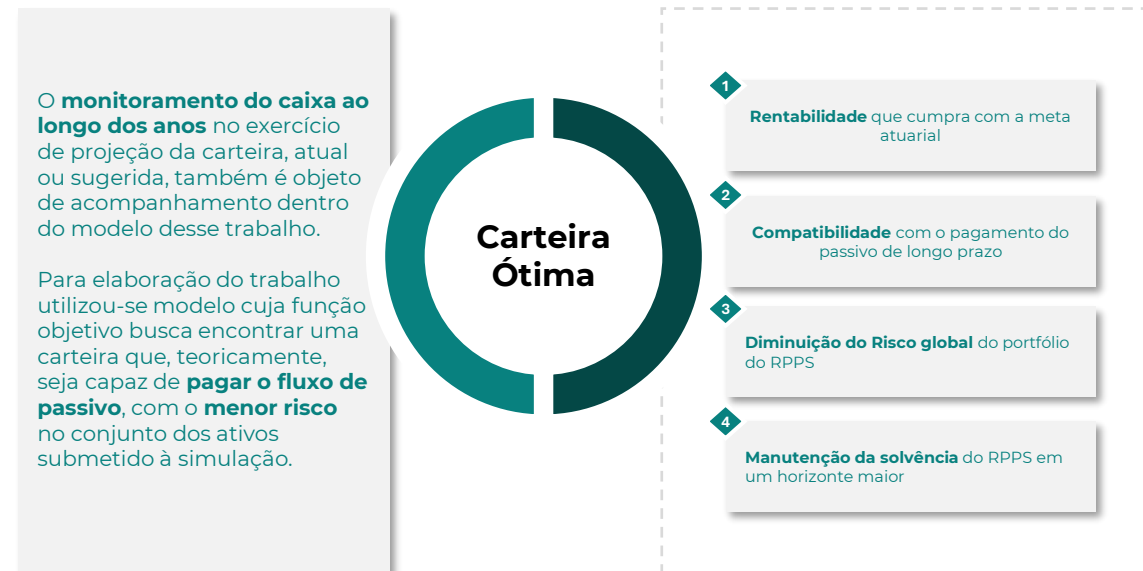 O monitoramento do caixa ao
longo dos anos no exercício
de projeção da carteira, atual
ou sugerida, também é objeto
de acompanhamento dentro
do modelo desse trabalho.
Para elaboração do trabalho
utilizou-se modelo cuja função
objetivo busca encontrar uma
carteira que, teoricamente,
seja capaz de pagar o fluxo de
passivo, com o menor risco
no conjunto dos ativos
submetido à simulação.
Carteira
Ótima
1
Rentabilidade que cumpra com a meta
atuarial
2
Compatibilidade com o pagamento do
passivo de longo prazo
3
Diminuição do Risco global do portfólio
do RPPS
4
Manutenção da solvência do RPPS em
um horizonte maior